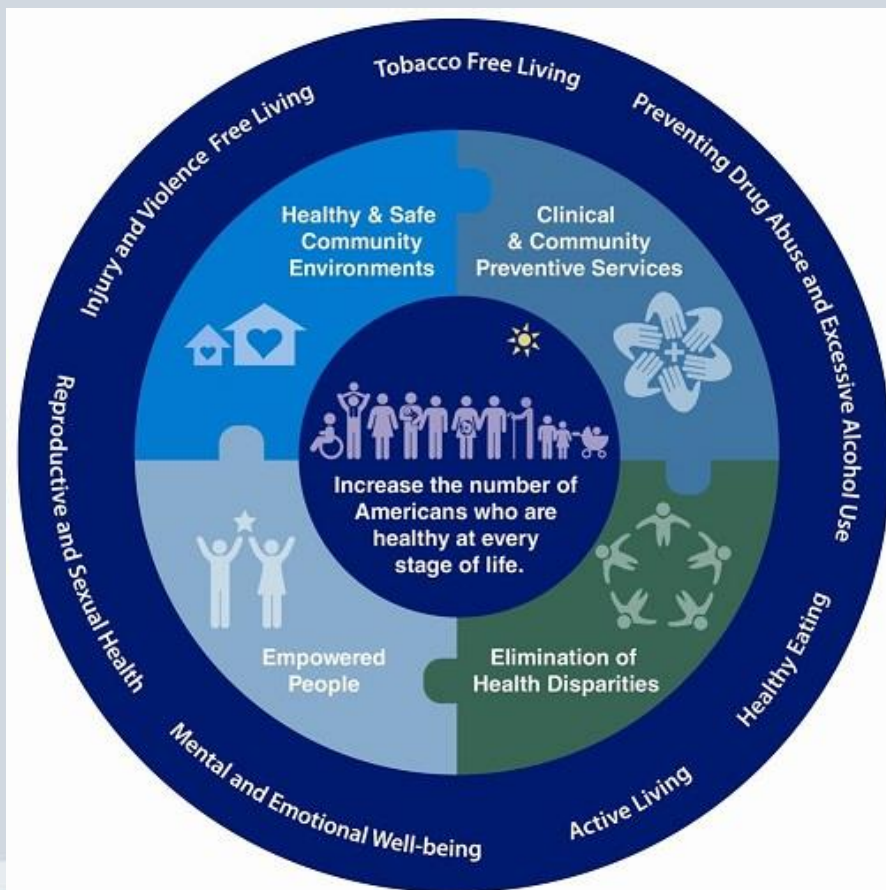 Tobacco Free Living
Preventing Drug Abuse and Excessive Alcohol Use
Healthy Eating
Active Living
Mental and Emotional Well-being
Reproductive and Sexual Health
Injury and Violence Free Living
Healthy & Safe
Community
Environments
Clinical
& Community
Preventive Services
Increase the number of
Americans who are
healthy at every
stage of life.
Empowered
People
Elimination of
Health Disparities